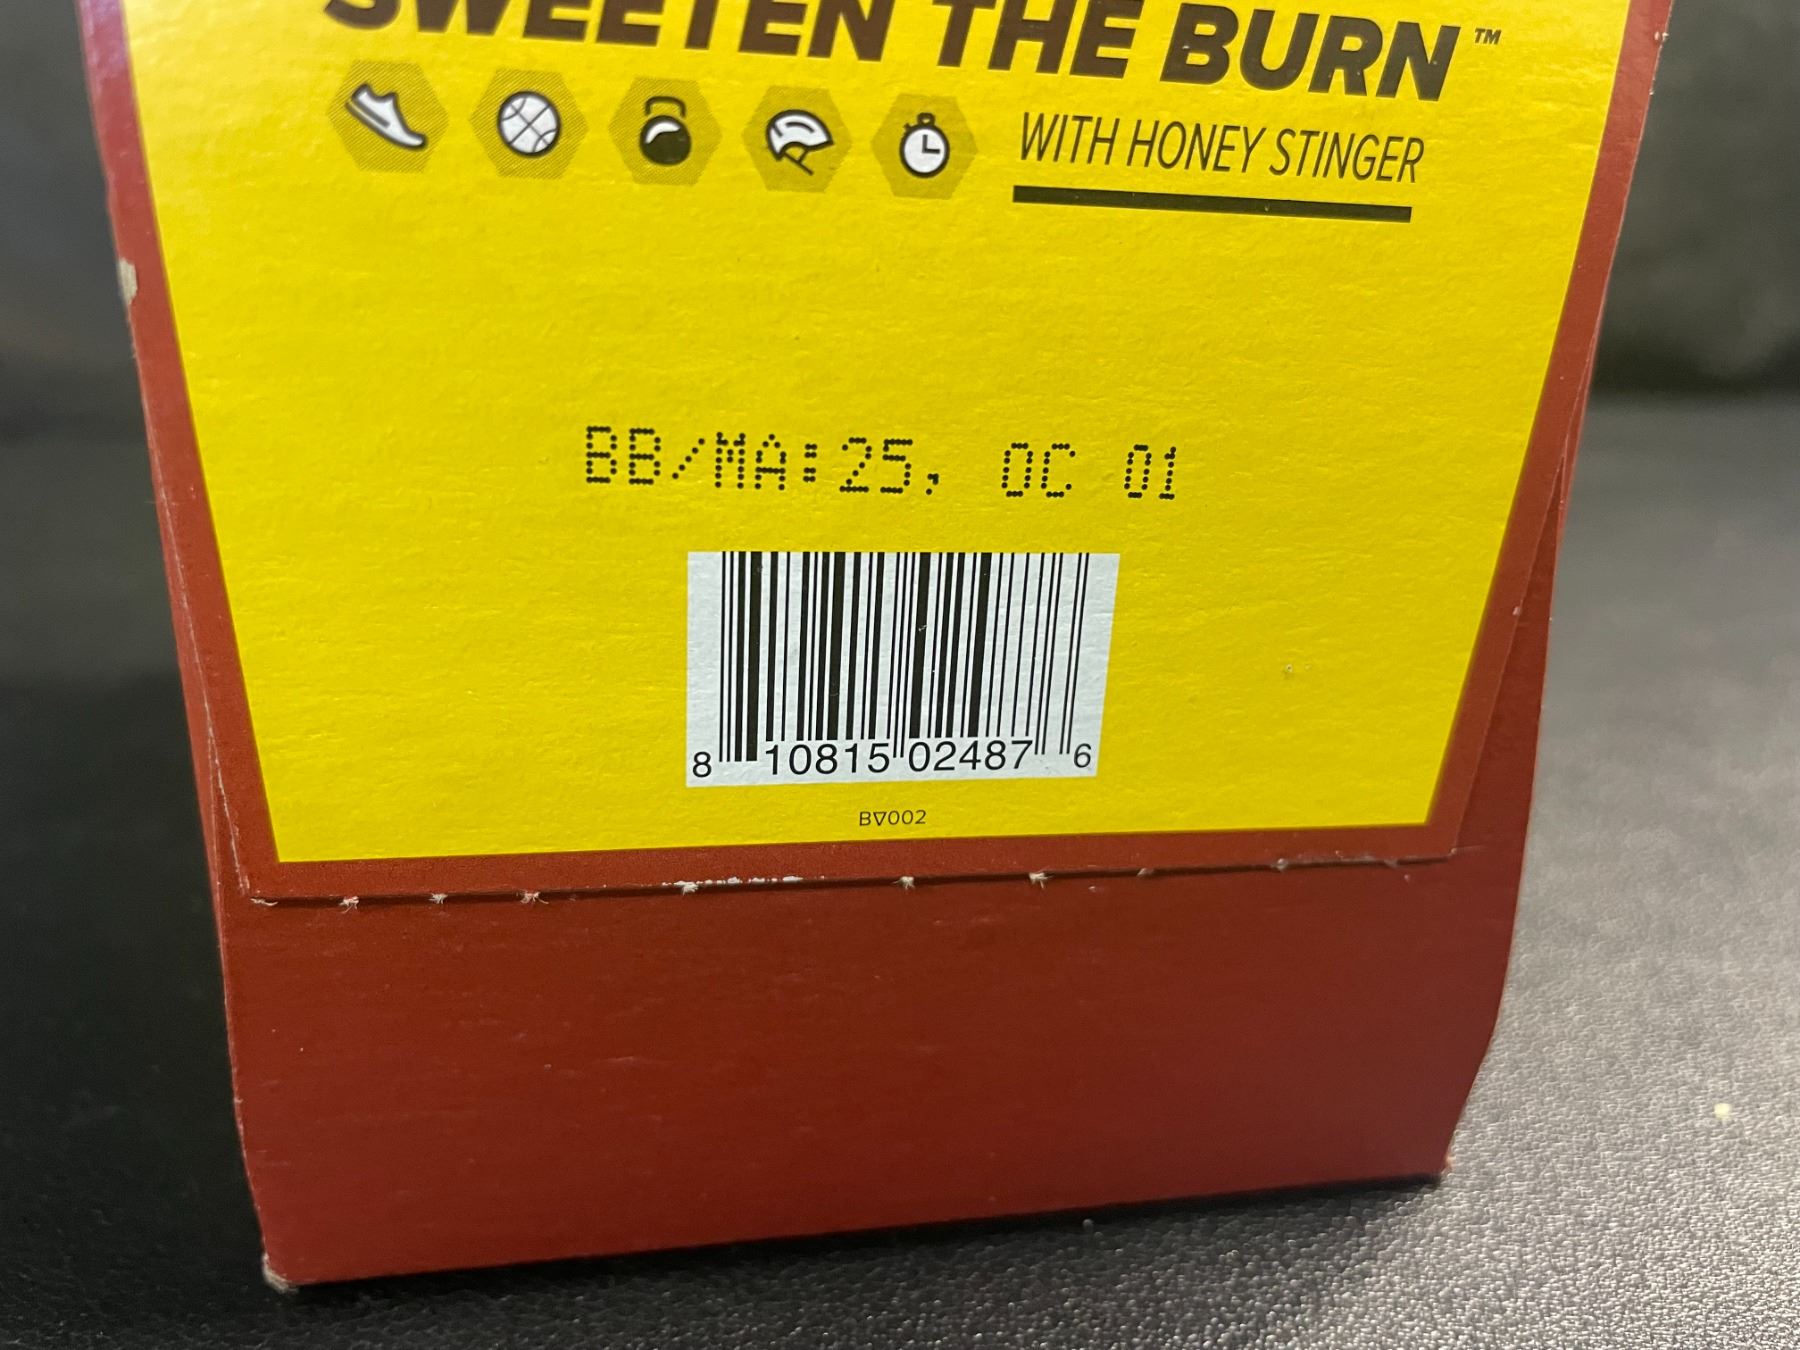 SWEETEN THE BURN™
WITH HONEY STINGER
BB/MA:25, OC 01
8 10815 02487 6
BV002